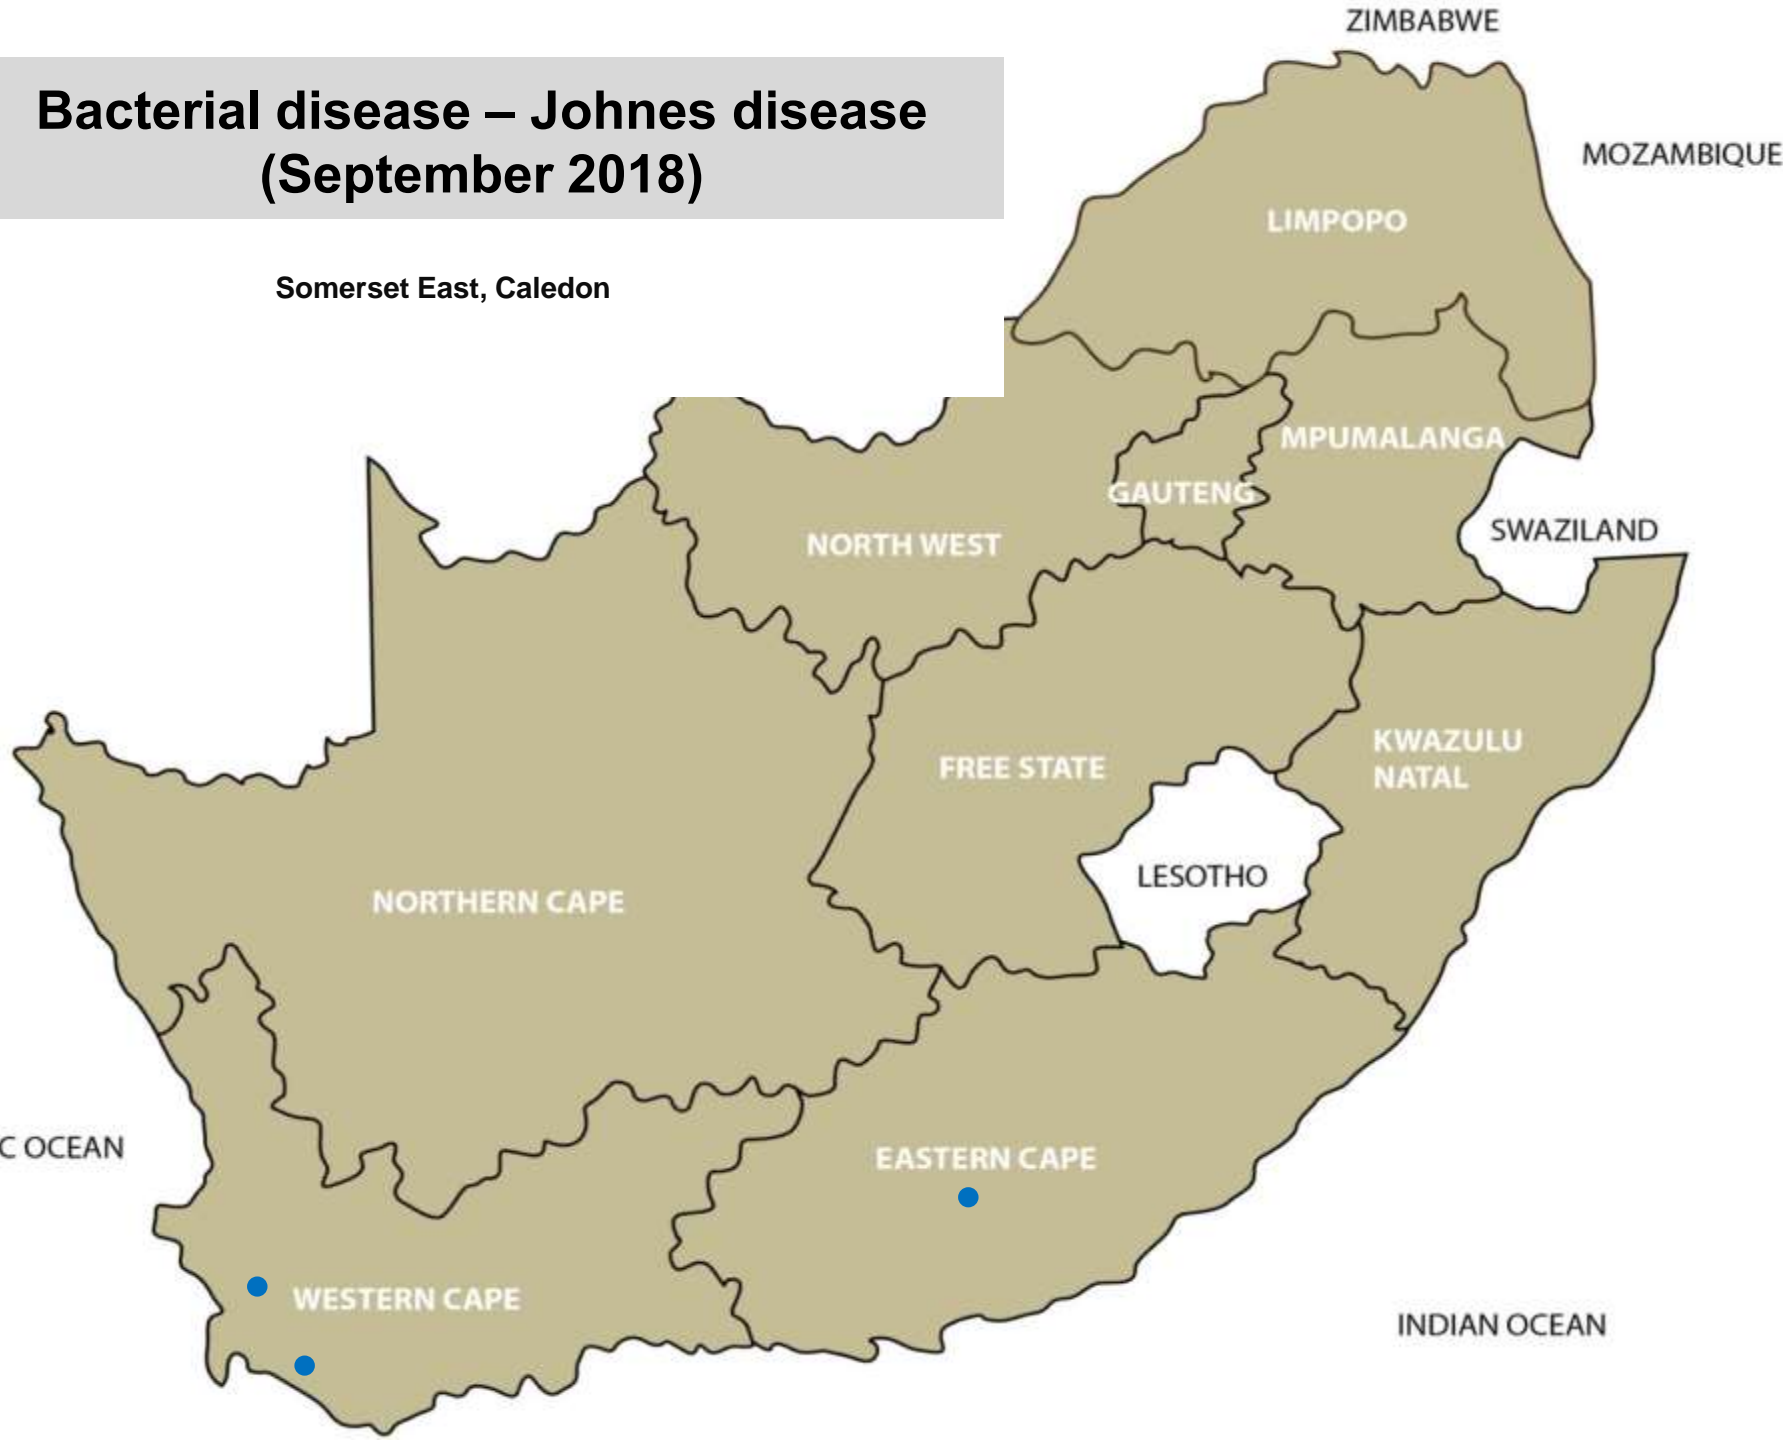 ZIMBABWE
Bacterial disease – Johnes disease
(September 2018)
MOZAMBIQUE
LIMPOPO
Somerset East, Caledon
MPUMALANGA
GAUTENG
SWAZILAND
NORTH WEST
KWAZULU
NATAL
FREE STATE
LESOTHO
NORTHERN CAPE
C OCEAN
EASTERN CAPE
WESTERN CAPE
INDIAN OCEAN